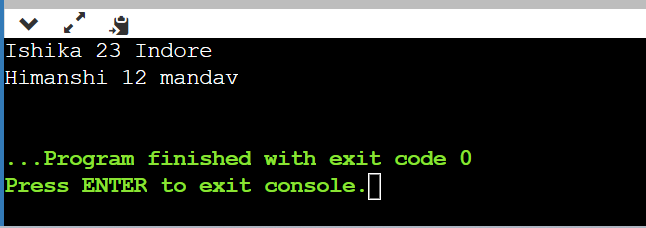 Ishika 23 Indore
Himanshi 12 mandav
...Program finished with exit code 0
Press ENTER to exit console.